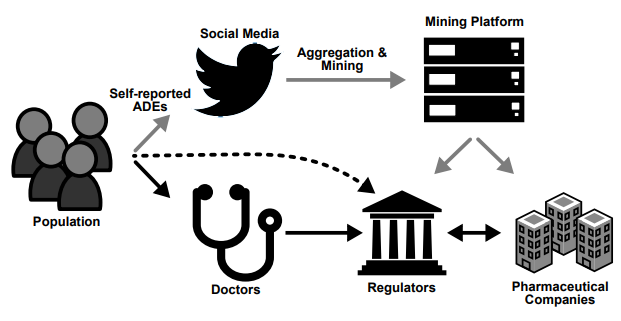 Social Media
Mining Platform
Aggregation &
Mining
Self-reported
ADEs
Population
Doctors
Regulators
Pharmaceutical
Companies